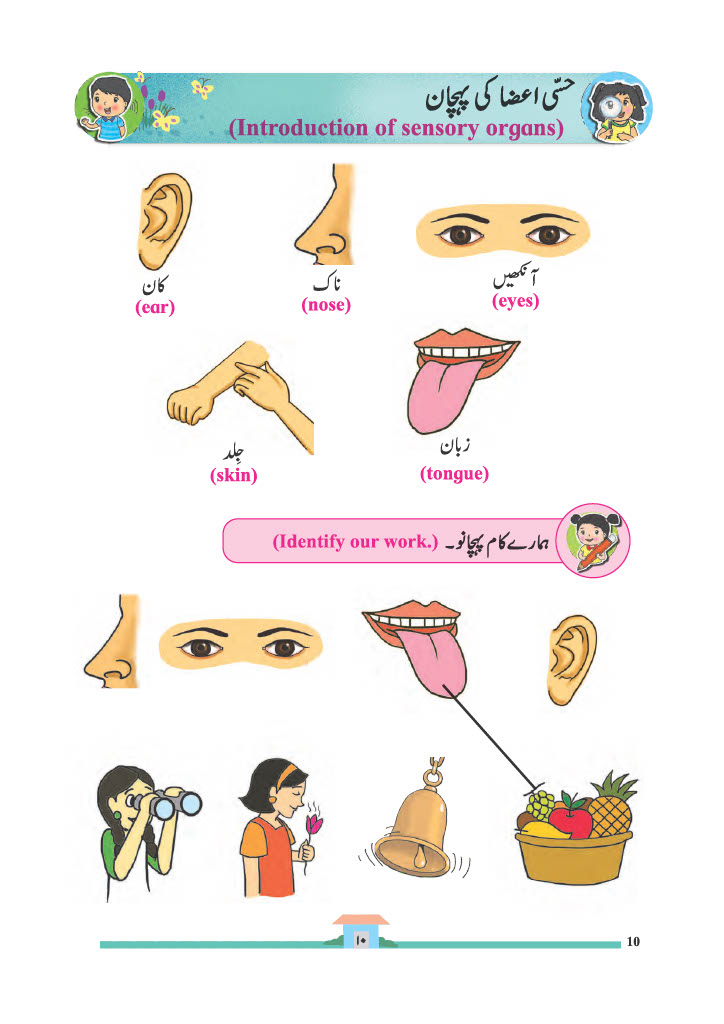 حسّی اعضا کی پہچان
(Introduction of sensory organs)
آنکھیں
(eyes)
ناک
(nose)
کان
(ear)
زبان
(tongue)
جِلد
(skin)
ہمارے کام پہچانو۔ (Identify our work.)
۱۰
10